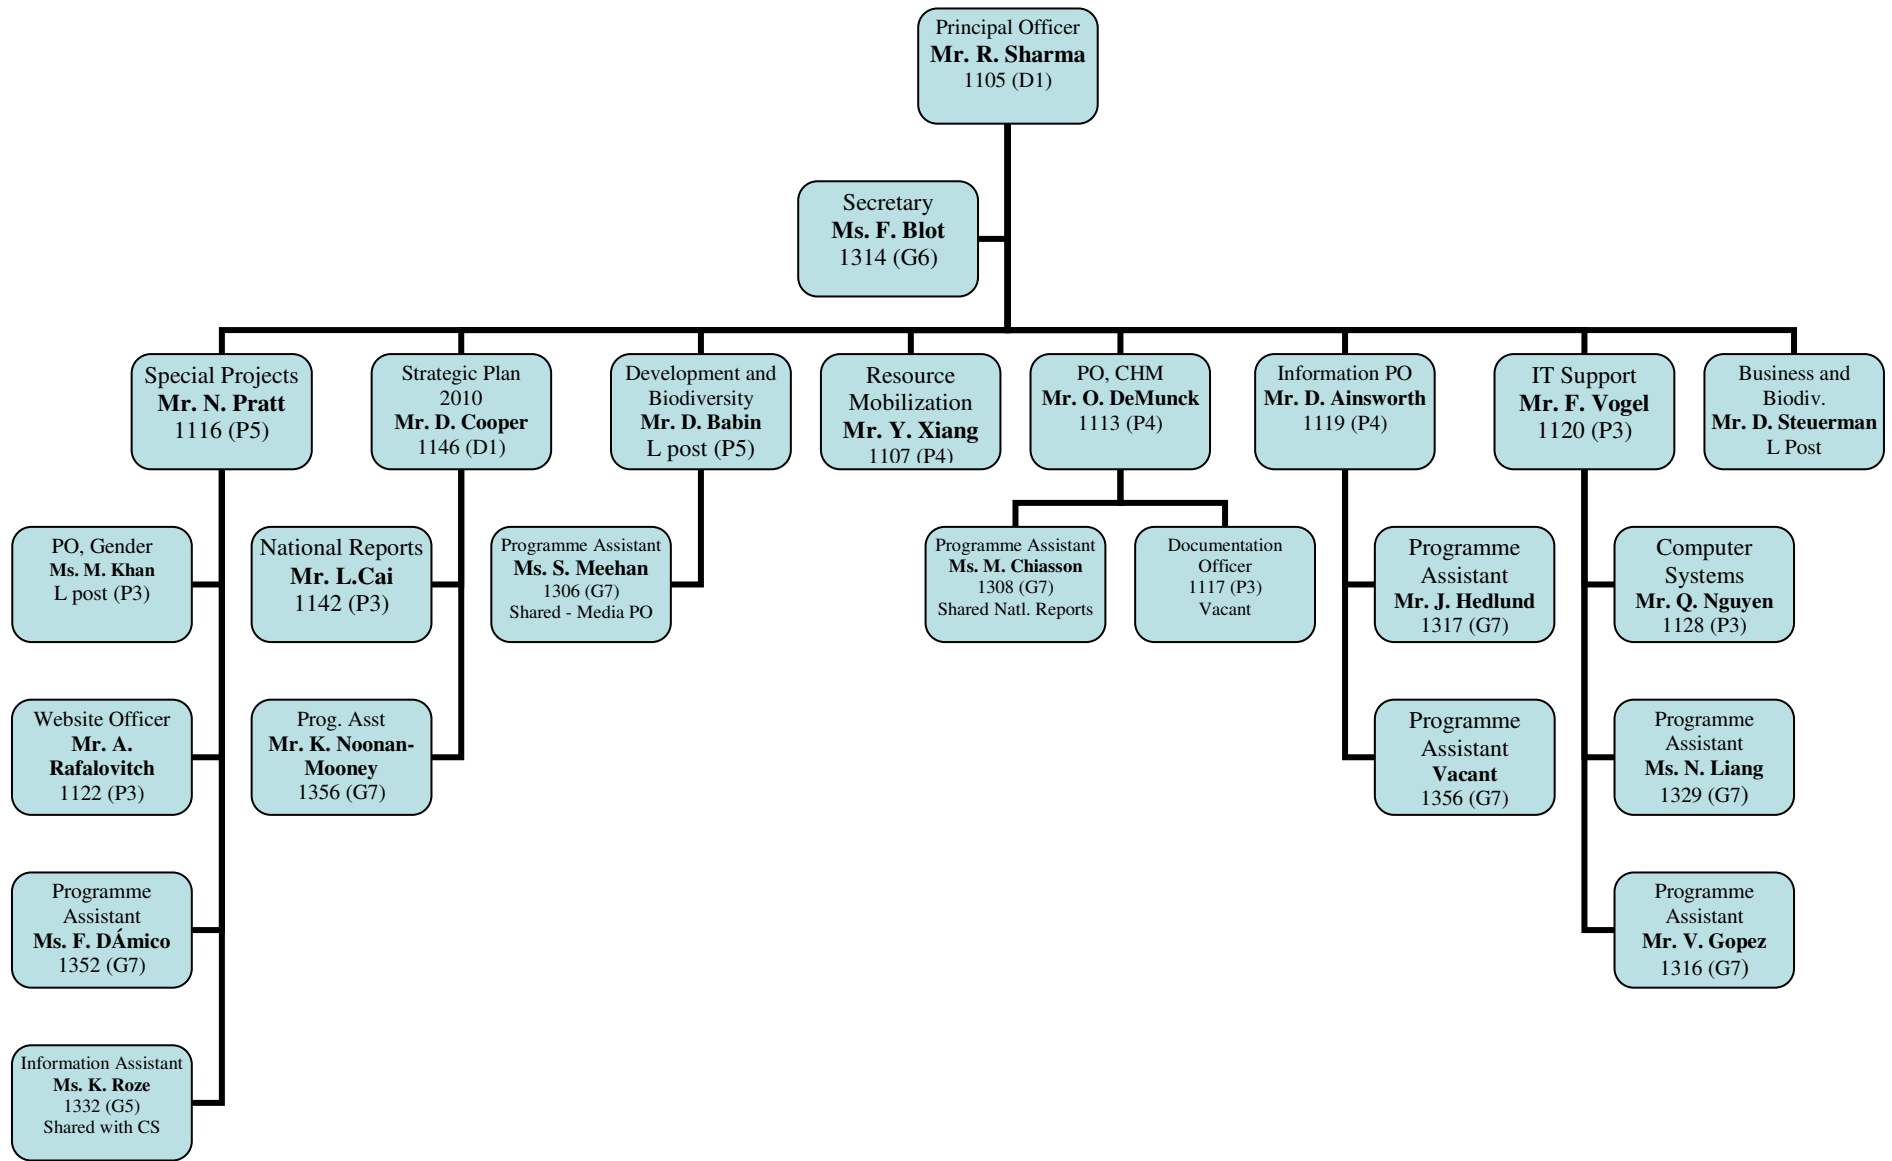 Principal Officer
Mr. R. Sharma
1105 (D1)
Secretary
Ms. F. Blot
1314 (G6)
Special Projects
Mr. N. Pratt
1116 (P5)
Strategic Plan
2010
Mr. D. Cooper
1146 (D1)
Development and
Biodiversity
Mr. D. Babin
L post (P5)
Resource
Mobilization
Mr. Y. Xiang
1107 (P4)
PO, CHM
Mr. O. DeMunck
1113 (P4)
Information PO
Mr. D. Ainsworth
1119 (P4)
IT Support
Mr. F. Vogel
1120 (P3)
Business and
Biodiv.
Mr. D. Steuerman
L Post
PO, Gender
Ms. M. Khan
L post (P3)
National Reports
Mr. L.Cai
1142 (P3)
Programme Assistant
Ms. S. Meehan
1306 (G7)
Shared - Media PO
Programme Assistant
Ms. M. Chiasson
1308 (G7)
Shared Natl. Reports
Documentation
Officer
1117 (P3)
Vacant
Programme
Assistant
Mr. J. Hedlund
1317 (G7)
Computer
Systems
Mr. Q. Nguyen
1128 (P3)
Website Officer
Mr. A.
Rafalovitch
1122 (P3)
Prog. Asst
Mr. K. Noonan-
Mooney
1356 (G7)
Programme
Assistant
Vacant
1356 (G7)
Programme
Assistant
Ms. N. Liang
1329 (G7)
Programme
Assistant
Ms. F. DÁmico
1352 (G7)
Programme
Assistant
Mr. V. Gopez
1316 (G7)
Information Assistant
Ms. K. Roze
1332 (G5)
Shared with CS